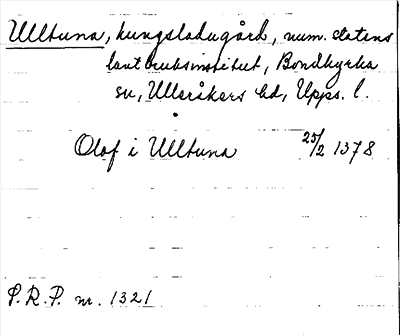 Ulltuna, kungsladugård, num. statens
lantbruksinstitut, Bondkyrka
sn, Ulleråkers hd, Upps. l.
Olof i Ulltuna 25/2 1378
S.R.P. nr. 1321